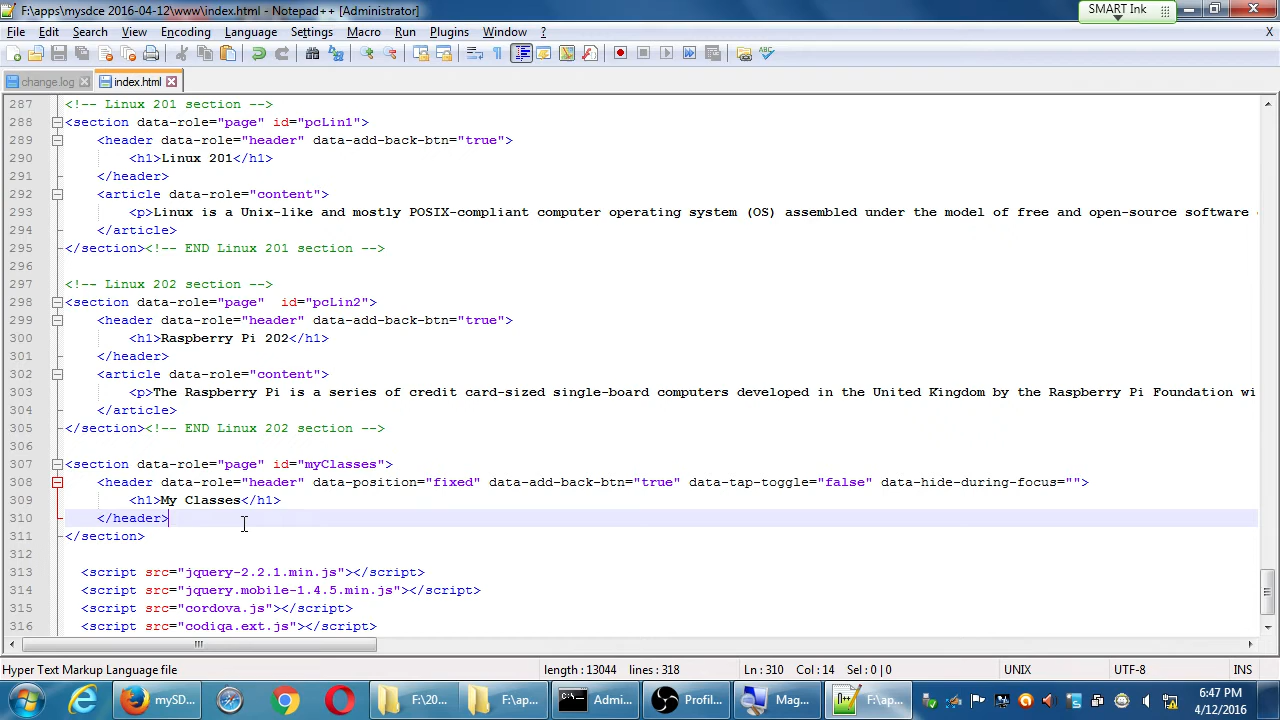 F:\apps\mysdce 2016-04-12\www\index.html - Notepad++ [Administrator]
SMART Ink
File Edit Search View Encoding Language Settings Macro Run Plugins Window ? X
change.log index.html
287 <!-- Linux 201 section -->
288 <section data-role="page" id="pcLin1">
289 <header data-role="header" data-add-back-btn="true">
290 <h1>Linux 201</h1>
291 </header>
292 <article data-role="content">
293 <p>Linux is a Unix-like and mostly POSIX-compliant computer operating system (OS) assembled under the model of free and open-source software
294 </article>
295 </section><!-- END Linux 201 section -->
296
297 <!-- Linux 202 section -->
298 <section data-role="page"  id="pcLin2">
299 <header data-role="header" data-add-back-btn="true">
300 <h1>Raspberry Pi 202</h1>
301 </header>
302 <article data-role="content">
303 <p>The Raspberry Pi is a series of credit card-sized single-board computers developed in the United Kingdom by the Raspberry Pi Foundation wi
304 </article>
305 </section><!-- END Linux 202 section -->
306
307 <section data-role="page" id="myClasses">
308 <header data-role="header" data-position="fixed" data-add-back-btn="true" data-tap-toggle="false" data-hide-during-focus="">
309 <h1>My Classes</h1>
310 </header>
311 </section>
312
313 <script src="jquery-2.2.1.min.js"></script>
314 <script src="jquery.mobile-1.4.5.min.js"></script>
315 <script src="cordova.js"></script>
316 <script src="codiqa.ext.js"></script>
Hyper Text Markup Language file length : 13044 lines : 318 Ln : 310 Col : 14 Sel : 0 | 0 UNIX UTF-8 INS
mySD... F:\20... F:\ap... Admi... Profil... Mag... F:\ap... 6:47 PM
4/12/2016